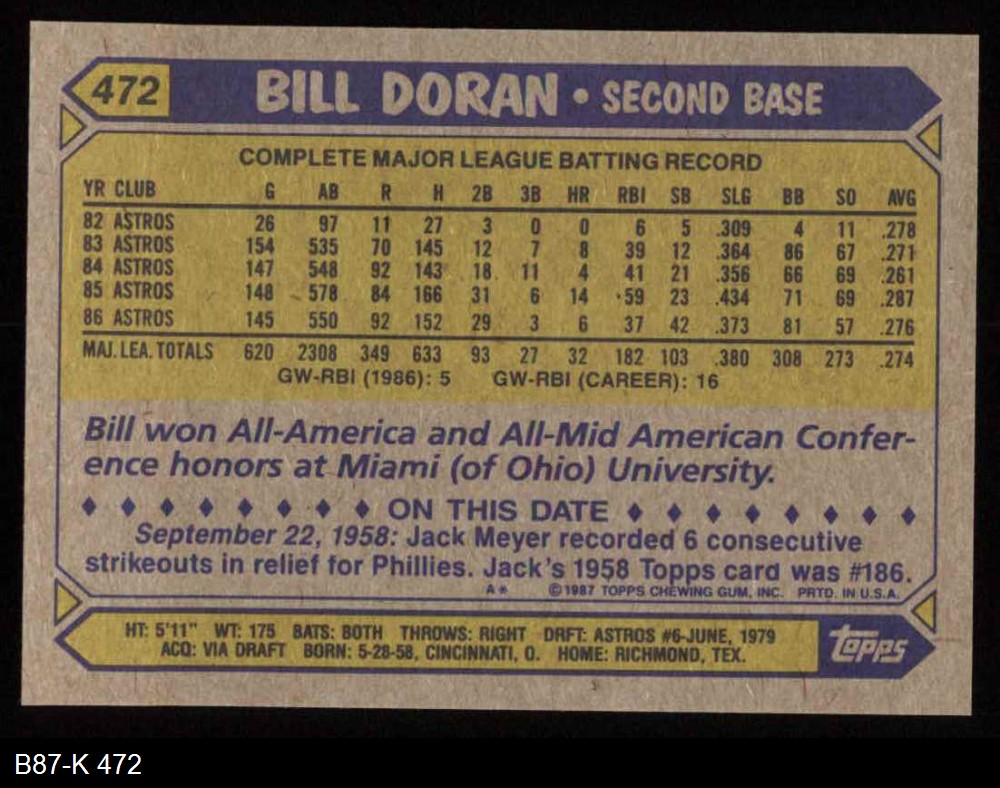 472 BILL DORAN • SECOND BASE
COMPLETE MAJOR LEAGUE BATTING RECORD
YR CLUB G AB R H 2B 3B HR RBI SB SLG BB SO AVG
82 ASTROS 26 97 11 27 3 0 0 6 5 .309 4 11 .278
83 ASTROS 154 535 70 145 12 7 8 39 12 .364 86 67 .271
84 ASTROS 147 548 92 143 18 11 4 41 21 .356 66 69 .261
85 ASTROS 148 578 84 166 31 6 14 59 23 .434 71 69 .287
86 ASTROS 145 550 92 152 29 3 6 37 42 .373 81 57 .276
MAJ. LEA. TOTALS 620 2308 349 633 93 27 32 182 103 .380 308 273 .274
GW-RBI (1986): 5 GW-RBI (CAREER): 16
Bill won All-America and All-Mid American Confer-
ence honors at Miami (of Ohio) University.
♦ ♦ ♦ ♦ ♦ ♦ ♦ ♦ ON THIS DATE ♦ ♦ ♦ ♦ ♦ ♦ ♦ ♦
September 22, 1958: Jack Meyer recorded 6 consecutive
strikeouts in relief for Phillies. Jack's 1958 Topps card was #186.
A* ©1987 TOPPS CHEWING GUM, INC. PRTD. IN U.S.A.
HT: 5'11" WT: 175 BATS: BOTH THROWS: RIGHT DRFT: ASTROS #6-JUNE, 1979
ACQ: VIA DRAFT BORN: 5-28-58, CINCINNATI, O. HOME: RICHMOND, TEX.
topps
B87-K 472